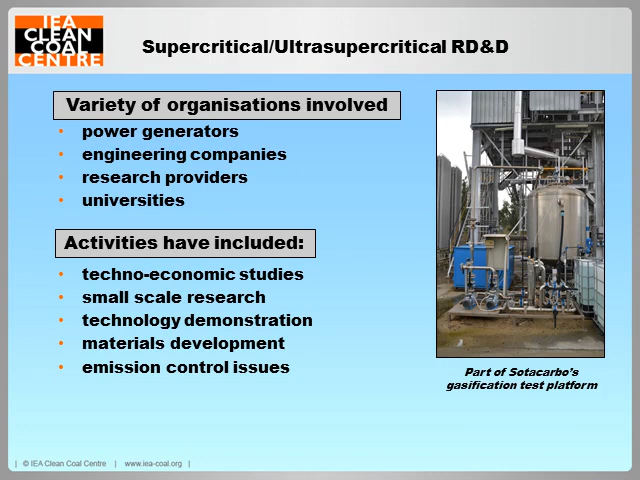 IEA
CLEAN
COAL
CENTRE
Supercritical/Ultrasupercritical RD&D
Variety of organisations involved
• power generators
• engineering companies
• research providers
• universities
Activities have included:
• techno-economic studies
• small scale research
• technology demonstration
• materials development
• emission control issues
Part of Sotacarbo's
gasification test platform
| © IEA Clean Coal Centre | www.iea-coal.org |